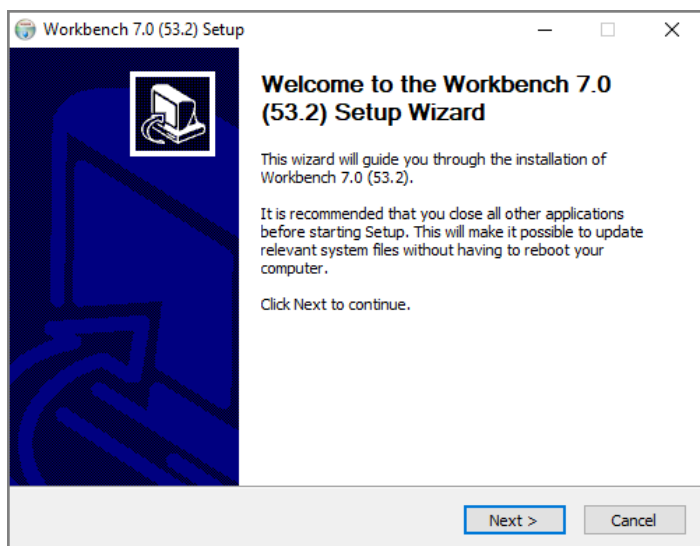 Workbench 7.0 (53.2) Setup
Welcome to the Workbench 7.0
(53.2) Setup Wizard
This wizard will guide you through the installation of
Workbench 7.0 (53.2).
It is recommended that you close all other applications
before starting Setup. This will make it possible to update
relevant system files without having to reboot your
computer.
Click Next to continue.
Next >
Cancel